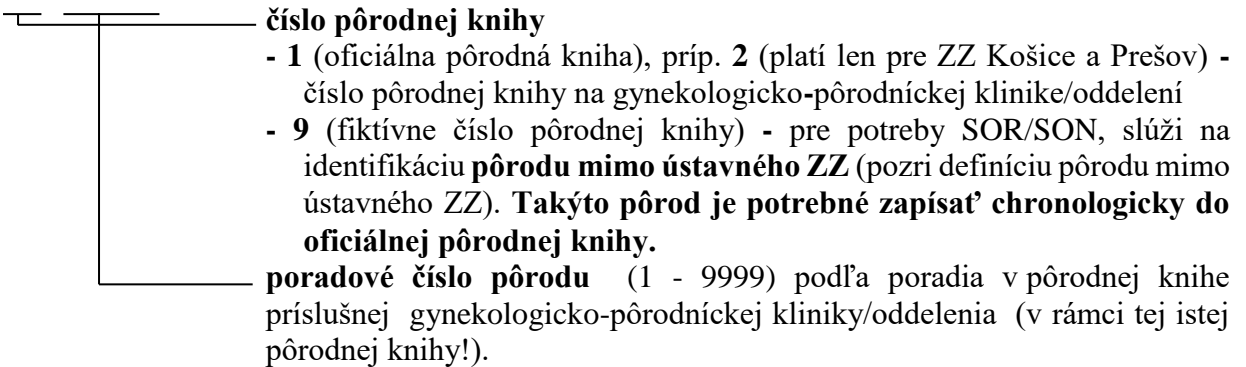 číslo pôrodnej knihy
- 1 (oficiálna pôrodná kniha), príp. 2 (platí len pre ZZ Košice a Prešov) -
číslo pôrodnej knihy na gynekologicko-pôrodníckej klinike/oddelení
- 9 (fiktívne číslo pôrodnej knihy) - pre potreby SOR/SON, slúži na
identifikáciu pôrodu mimo ústavného ZZ (pozri definíciu pôrodu mimo
ústavného ZZ). Takýto pôrod je potrebné zapísať chronologicky do
oficiálnej pôrodnej knihy.
poradové číslo pôrodu (1 - 9999) podľa poradia v pôrodnej knihe
príslušnej gynekologicko-pôrodníckej kliniky/oddelenia (v rámci tej istej
pôrodnej knihy!).